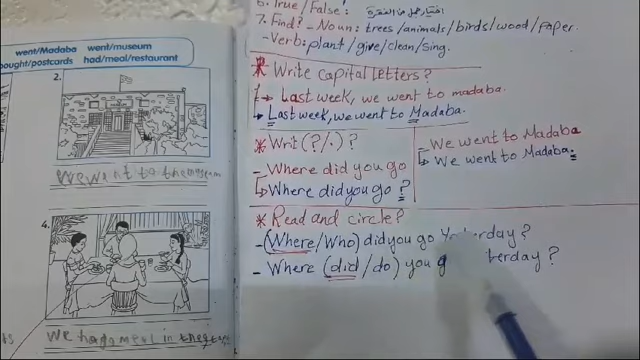 went/Madaba went/museum
bought/postcards had/meal/restaurant
2.
We went to the museum
4.
We had a meal in the
6. True / False:
7. Find? - Noun: trees/animals/birds/wood/paper.
-Verb: plant/give/clean/sing.
* Write Capital letters?
Last week, we went to madaba.
Last week, we went to Madaba.
* Writ (?/.)?
- Where did you go
Where did you go ?
- We went to Madaba
We went to Madaba.
* Read and circle?
- (Where/Who) did you go Yesterday?
- Where (did/do) you g terday?